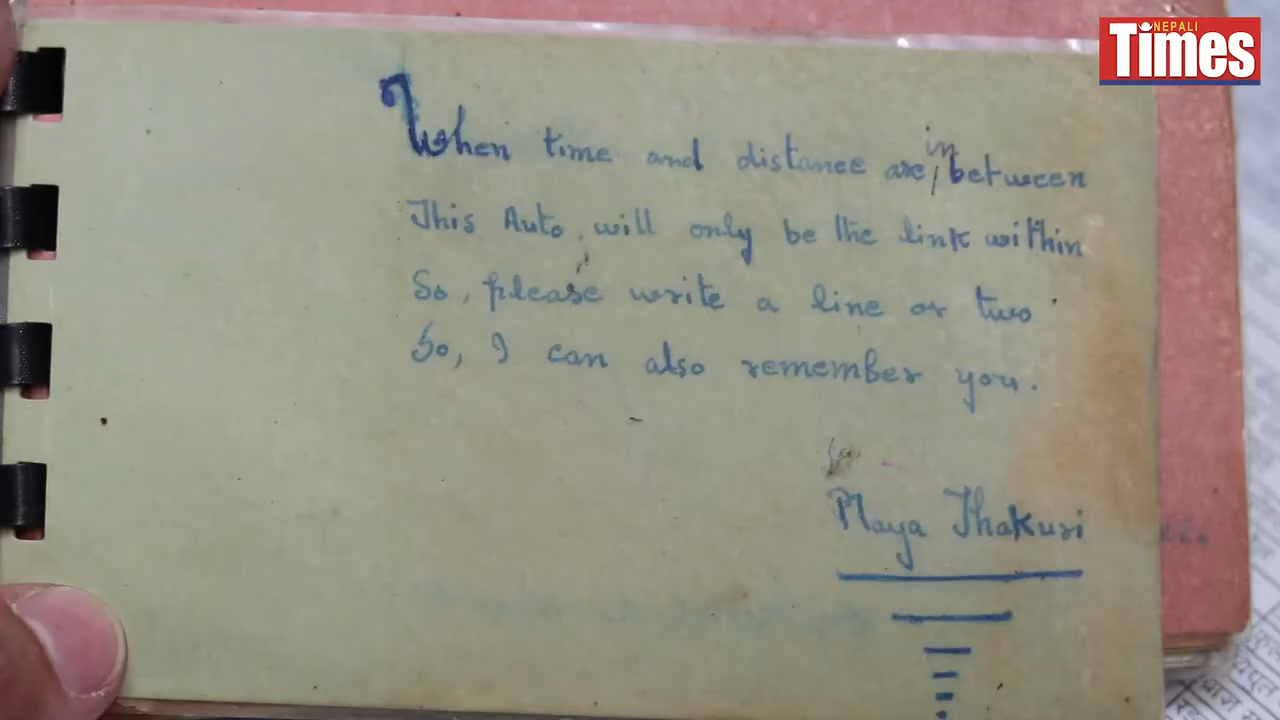 NEPALI
Times
When time and distance are in between
This Auto, will only be the link within
So, please write a line or two
So, I can also remember you.
Maya Thakuri